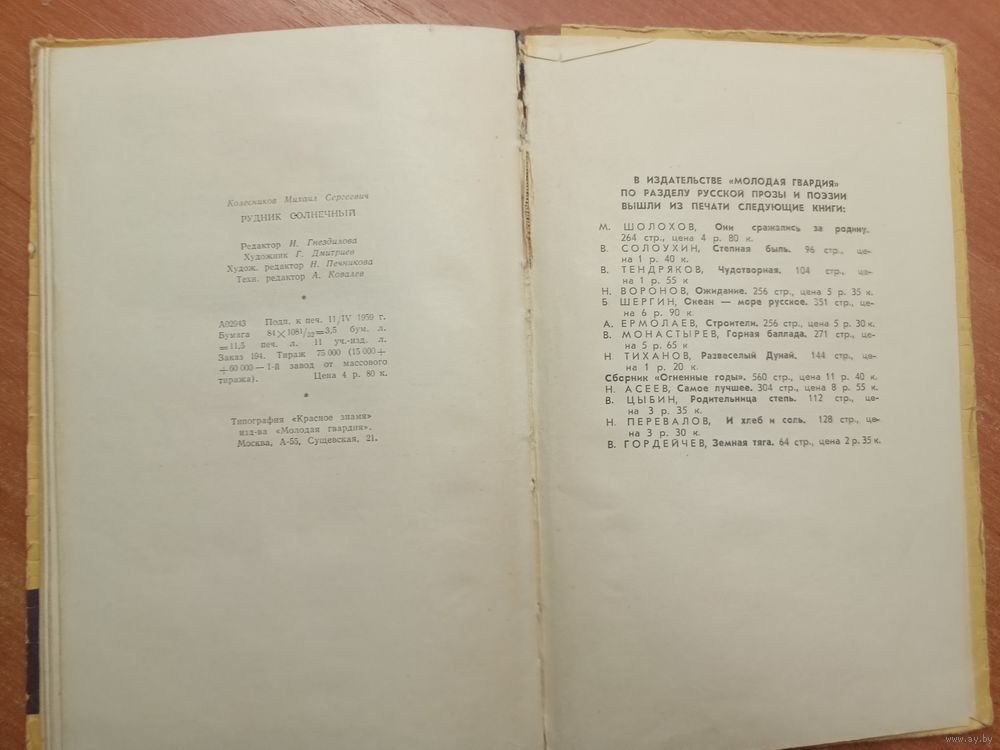 Колесников Михаил Сергеевич
РУДНИК СОЛНЕЧНЫЙ
Редактор И. Гнездилова
Художник Г. Дмитриев
Худож. редактор Н. Печникова
Техн. редактор А. Ковалев
*
А02943 Подп. к печ. 11/IV 1959 г.
Бумага 84×108¹/₃₂=3,5 бум. л.
=11,5 печ. л. 11 уч.-изд. л.
Заказ 194. Тираж 75 000 (15 000+
+60 000—1-й завод от массового
тиража). Цена 4 р. 80 к.
*
Типография «Красное знамя»
изд-ва «Молодая гвардия».
Москва, А-55, Сущевская, 21.
В ИЗДАТЕЛЬСТВЕ «МОЛОДАЯ ГВАРДИЯ»
ПО РАЗДЕЛУ РУССКОЙ ПРОЗЫ И ПОЭЗИИ
ВЫШЛИ ИЗ ПЕЧАТИ СЛЕДУЮЩИЕ КНИГИ:
М. ШОЛОХОВ, Они сражались за родину.
264 стр., цена 4 р. 80 к.
В. СОЛОУХИН, Степная быль. 96 стр., це-
на 1 р. 40 к.
В. ТЕНДРЯКОВ, Чудотворная. 104 стр., це-
на 1 р. 55 к
Н. ВОРОНОВ, Ожидание. 256 стр., цена 5 р. 35 к.
Б ШЕРГИН, Океан — море русское. 351 стр., це-
на 6 р. 90 к.
А. ЕРМОЛАЕВ, Строители. 256 стр., цена 5 р. 30 к.
В. МОНАСТЫРЕВ, Горная баллада. 271 стр., це-
на 5 р. 65 к
Н. ТИХАНОВ, Развеселый Дунай. 144 стр., це-
на 1 р. 20 к.
Сборник «Огненные годы». 560 стр., цена 11 р. 40 к.
Н. АСЕЕВ, Самое лучшее. 304 стр., цена 8 р. 55 к.
В. ЦЫБИН, Родительница степь. 112 стр., це-
на 3 р. 35 к.
Н. ПЕРЕВАЛОВ, И хлеб и соль. 128 стр., це-
на 3 р. 30 к.
В. ГОРДЕЙЧЕВ, Земная тяга. 64 стр., цена 2 р. 35 к.
www.ay.by